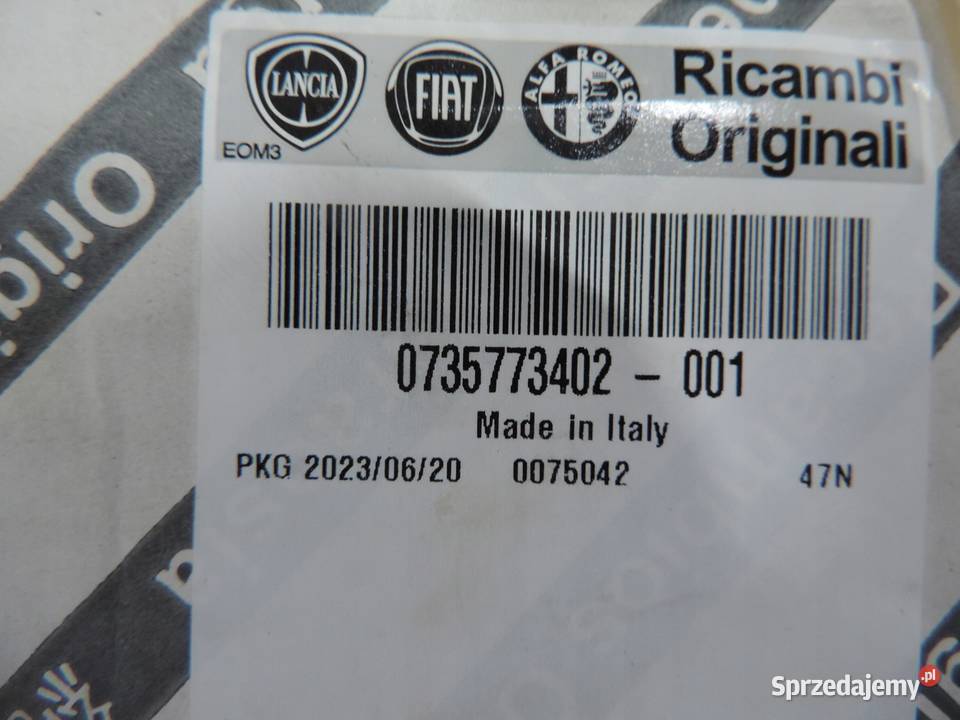 LANCIA
FIAT
ALFA ROMEO
Ricambi
Originali
EOM3
0735773402 - 001
Made in Italy
PKG 2023/06/20 0075042 47N
Origi
Sprzedajemy.pl